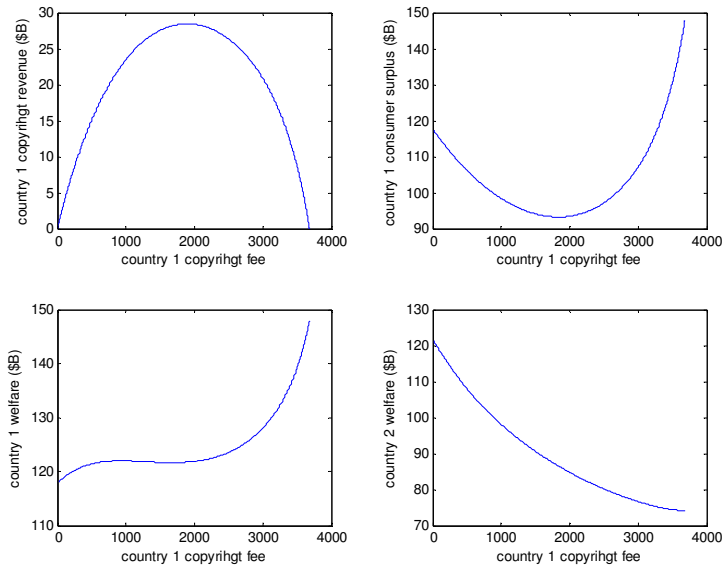 30
25
20
15
10
5
0
0 1000 2000 3000 4000
country 1 copyrihgt revenue ($B)
country 1 copyrihgt fee
150
140
130
120
110
100
90
0 1000 2000 3000 4000
country 1 consumer surplus ($B)
country 1 copyrihgt fee
150
140
130
120
110
0 1000 2000 3000 4000
country 1 welfare ($B)
country 1 copyrihgt fee
130
120
110
100
90
80
70
0 1000 2000 3000 4000
country 2 welfare ($B)
country 1 copyrihgt fee